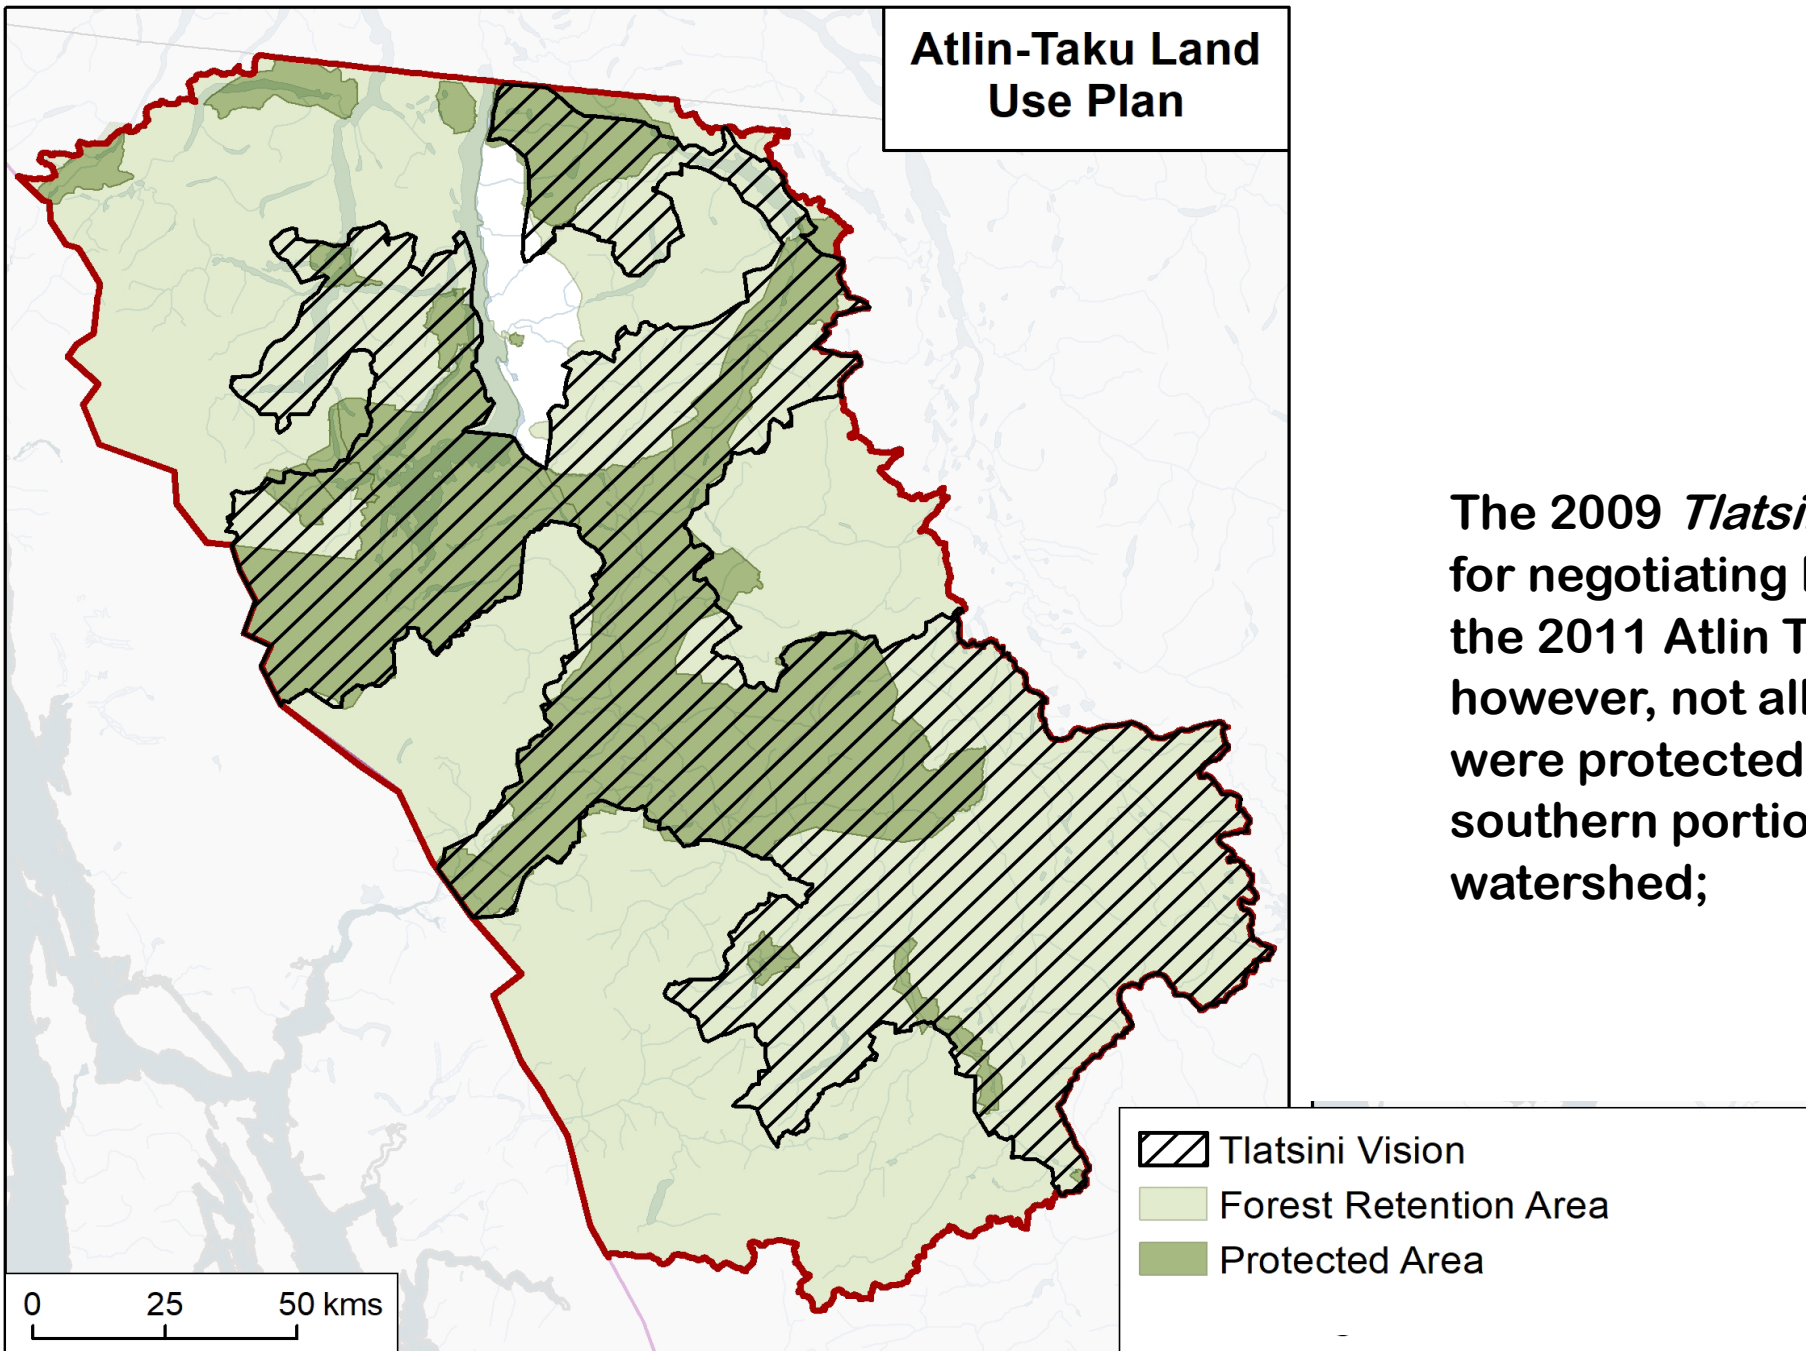 Atlin-Taku Land
Use Plan
The 2009
for negotiating
the 2011 Atlin
however, not all
were protected
southern
watershed;
Tlatsini Vision
Forest Retention Area
Protected Area
0 25 50 kms